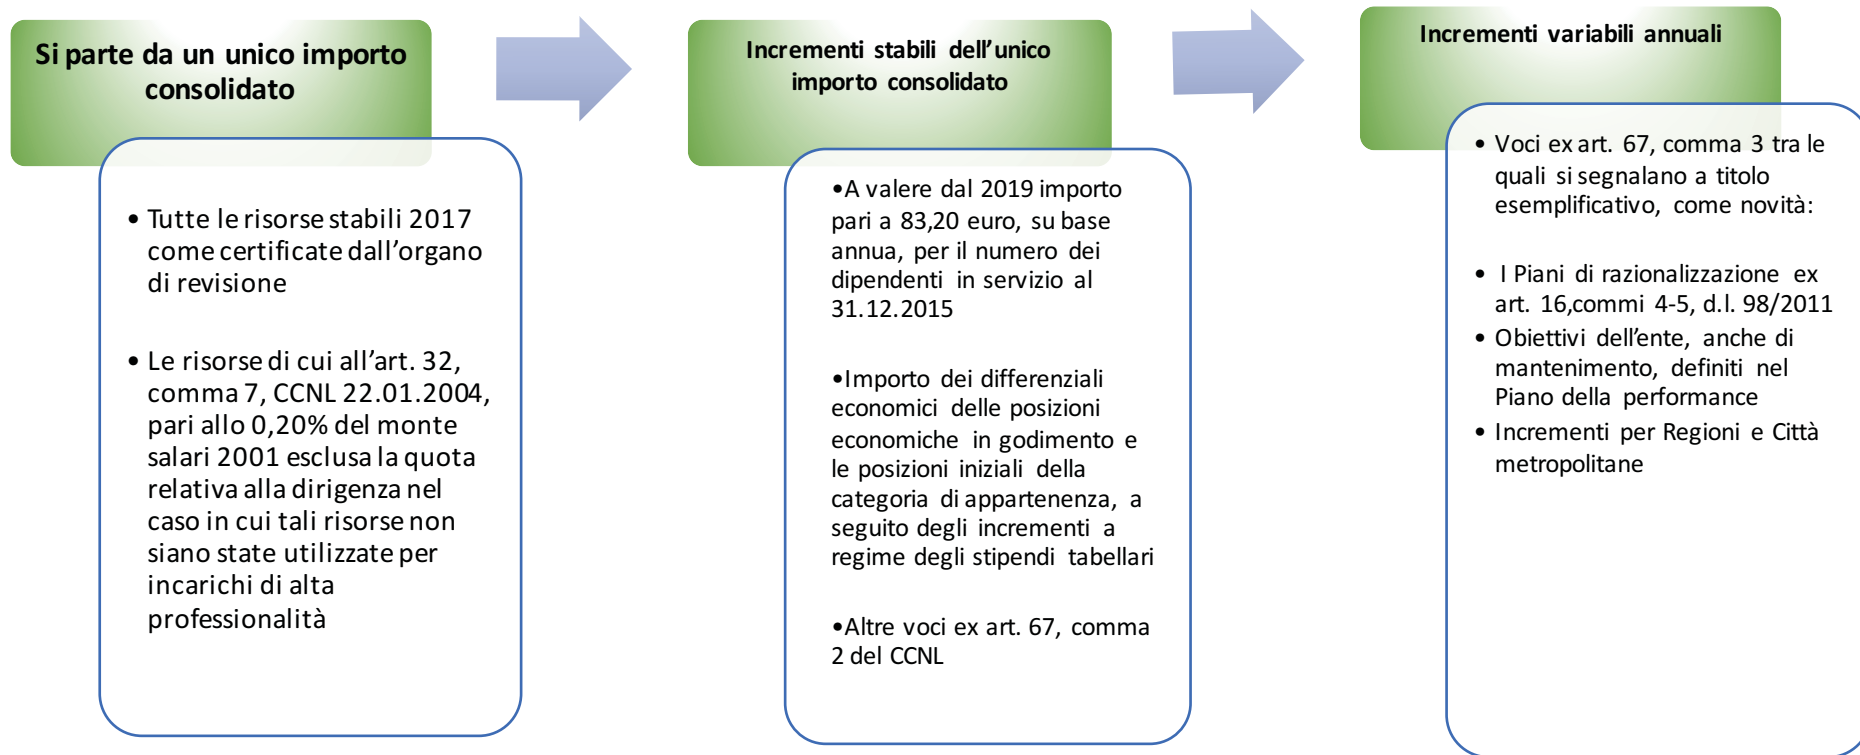 Si parte da un unico importo
consolidato
• Tutte le risorse stabili 2017
come certificate dall’organo
di revisione
• Le risorse di cui all’art. 32,
comma 7, CCNL 22.01.2004,
pari allo 0,20% del monte
salari 2001 esclusa la quota
relativa alla dirigenza nel
caso in cui tali risorse non
siano state utilizzate per
incarichi di alta
professionalità
Incrementi stabili dell’unico
importo consolidato
•A valere dal 2019 importo
pari a 83,20 euro, su base
annua, per il numero dei
dipendenti in servizio al
31.12.2015
•Importo dei differenziali
economici delle posizioni
economiche in godimento e
le posizioni iniziali della
categoria di appartenenza, a
seguito degli incrementi a
regime degli stipendi tabellari
•Altre voci ex art. 67, comma
2 del CCNL
Incrementi variabili annuali
• Voci ex art. 67, comma 3 tra le
quali si segnalano a titolo
esemplificativo, come novità:
• I Piani di razionalizzazione ex
art. 16,commi 4-5, d.l. 98/2011
• Obiettivi dell’ente, anche di
mantenimento, definiti nel
Piano della performance
• Incrementi per Regioni e Città
metropolitane